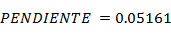 PENDIENTE = 0.05161